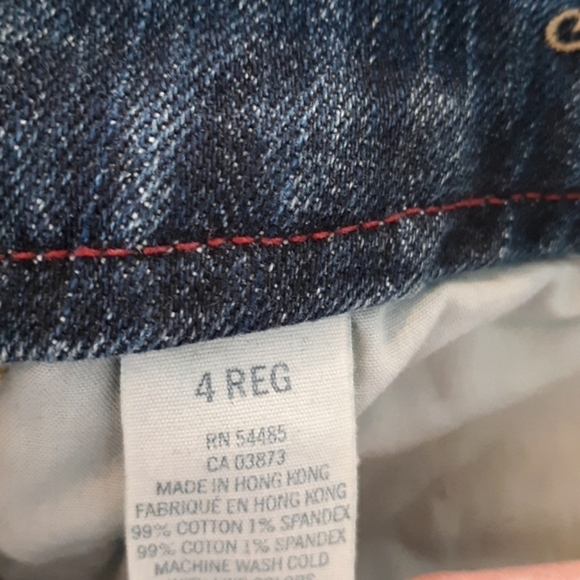 4 REG
RN 54485
CA 03873
MADE IN HONG KONG
FABRIQUÉ EN HONG KONG
99% COTTON 1% SPANDEX
99% COTON 1% SPANDEX
MACHINE WASH COLD